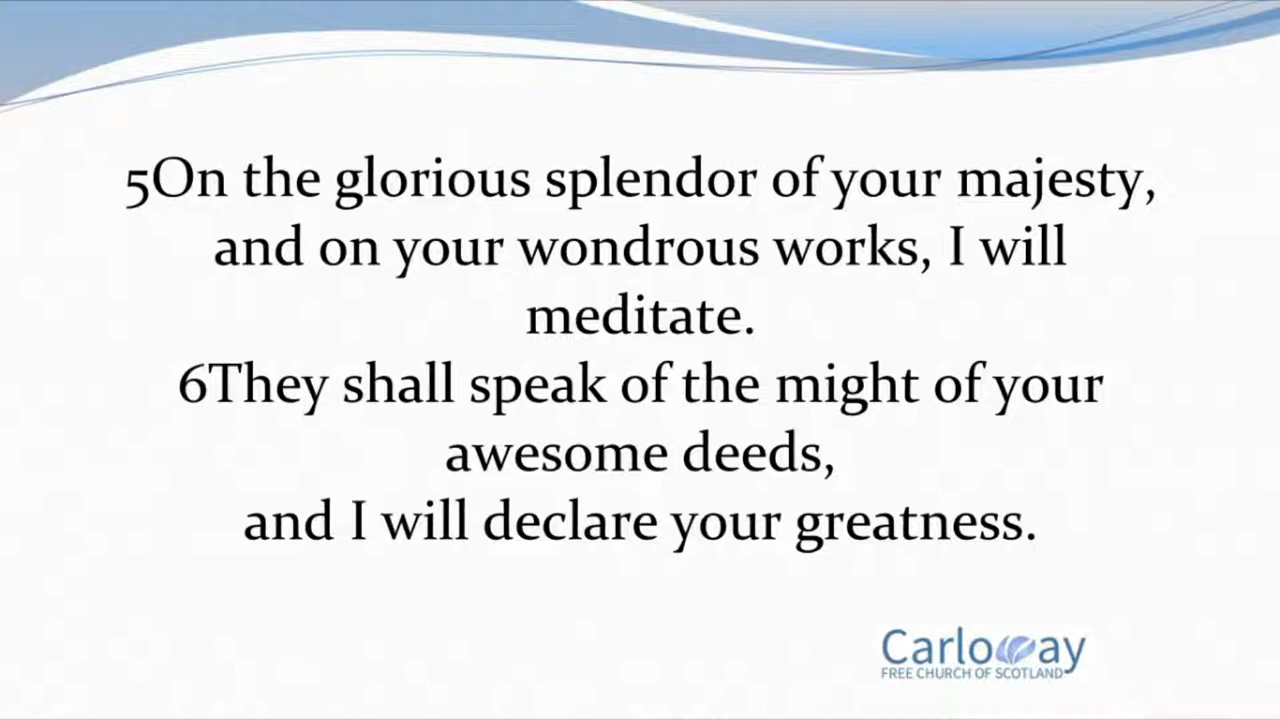 5On the glorious splendor of your majesty,
and on your wondrous works, I will
meditate.
6They shall speak of the might of your
awesome deeds,
and I will declare your greatness.
Carloway
FREE CHURCH OF SCOTLAND